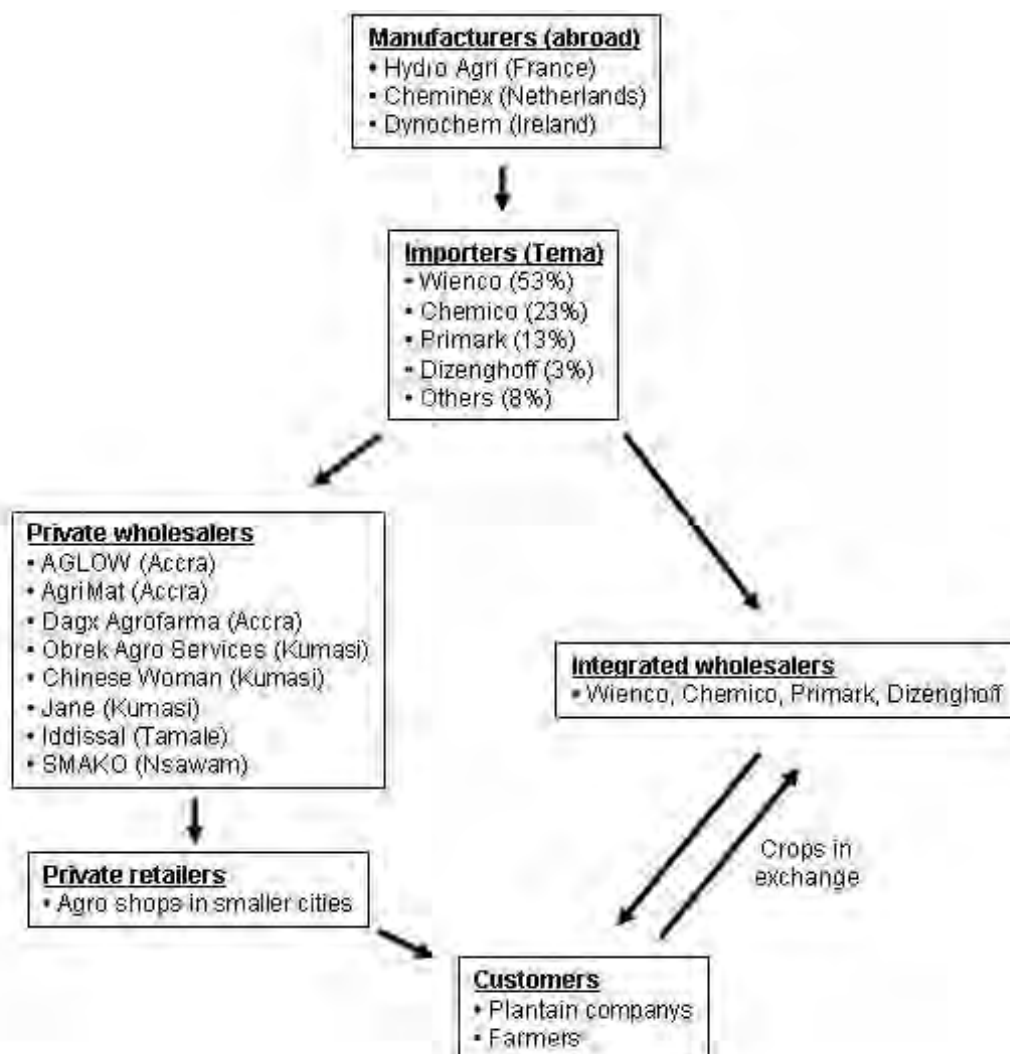 Manufacturers (abroad)
• Hydro Agri (France)
• Cheminex (Netherlands)
• Dynochem (Ireland)
Importers (Tema)
• Wienco (53%)
• Chemico (23%)
• Primark (13%)
• Dizenghoff (3%)
• Others (8%)
Private wholesalers
• AGLOW (Accra)
• AgriMat (Accra)
• Dagx Agrofarma (Accra)
• Obrek Agro Services (Kumasi)
• Chinese Woman (Kumasi)
• Jane (Kumasi)
• Iddissal (Tamale)
• SMAKO (Nsawam)
Integrated wholesalers
• Wienco, Chemico, Primark, Dizenghoff
Crops in
exchange
Private retailers
• Agro shops in smaller cities
Customers
• Plantain companys
• Farmers